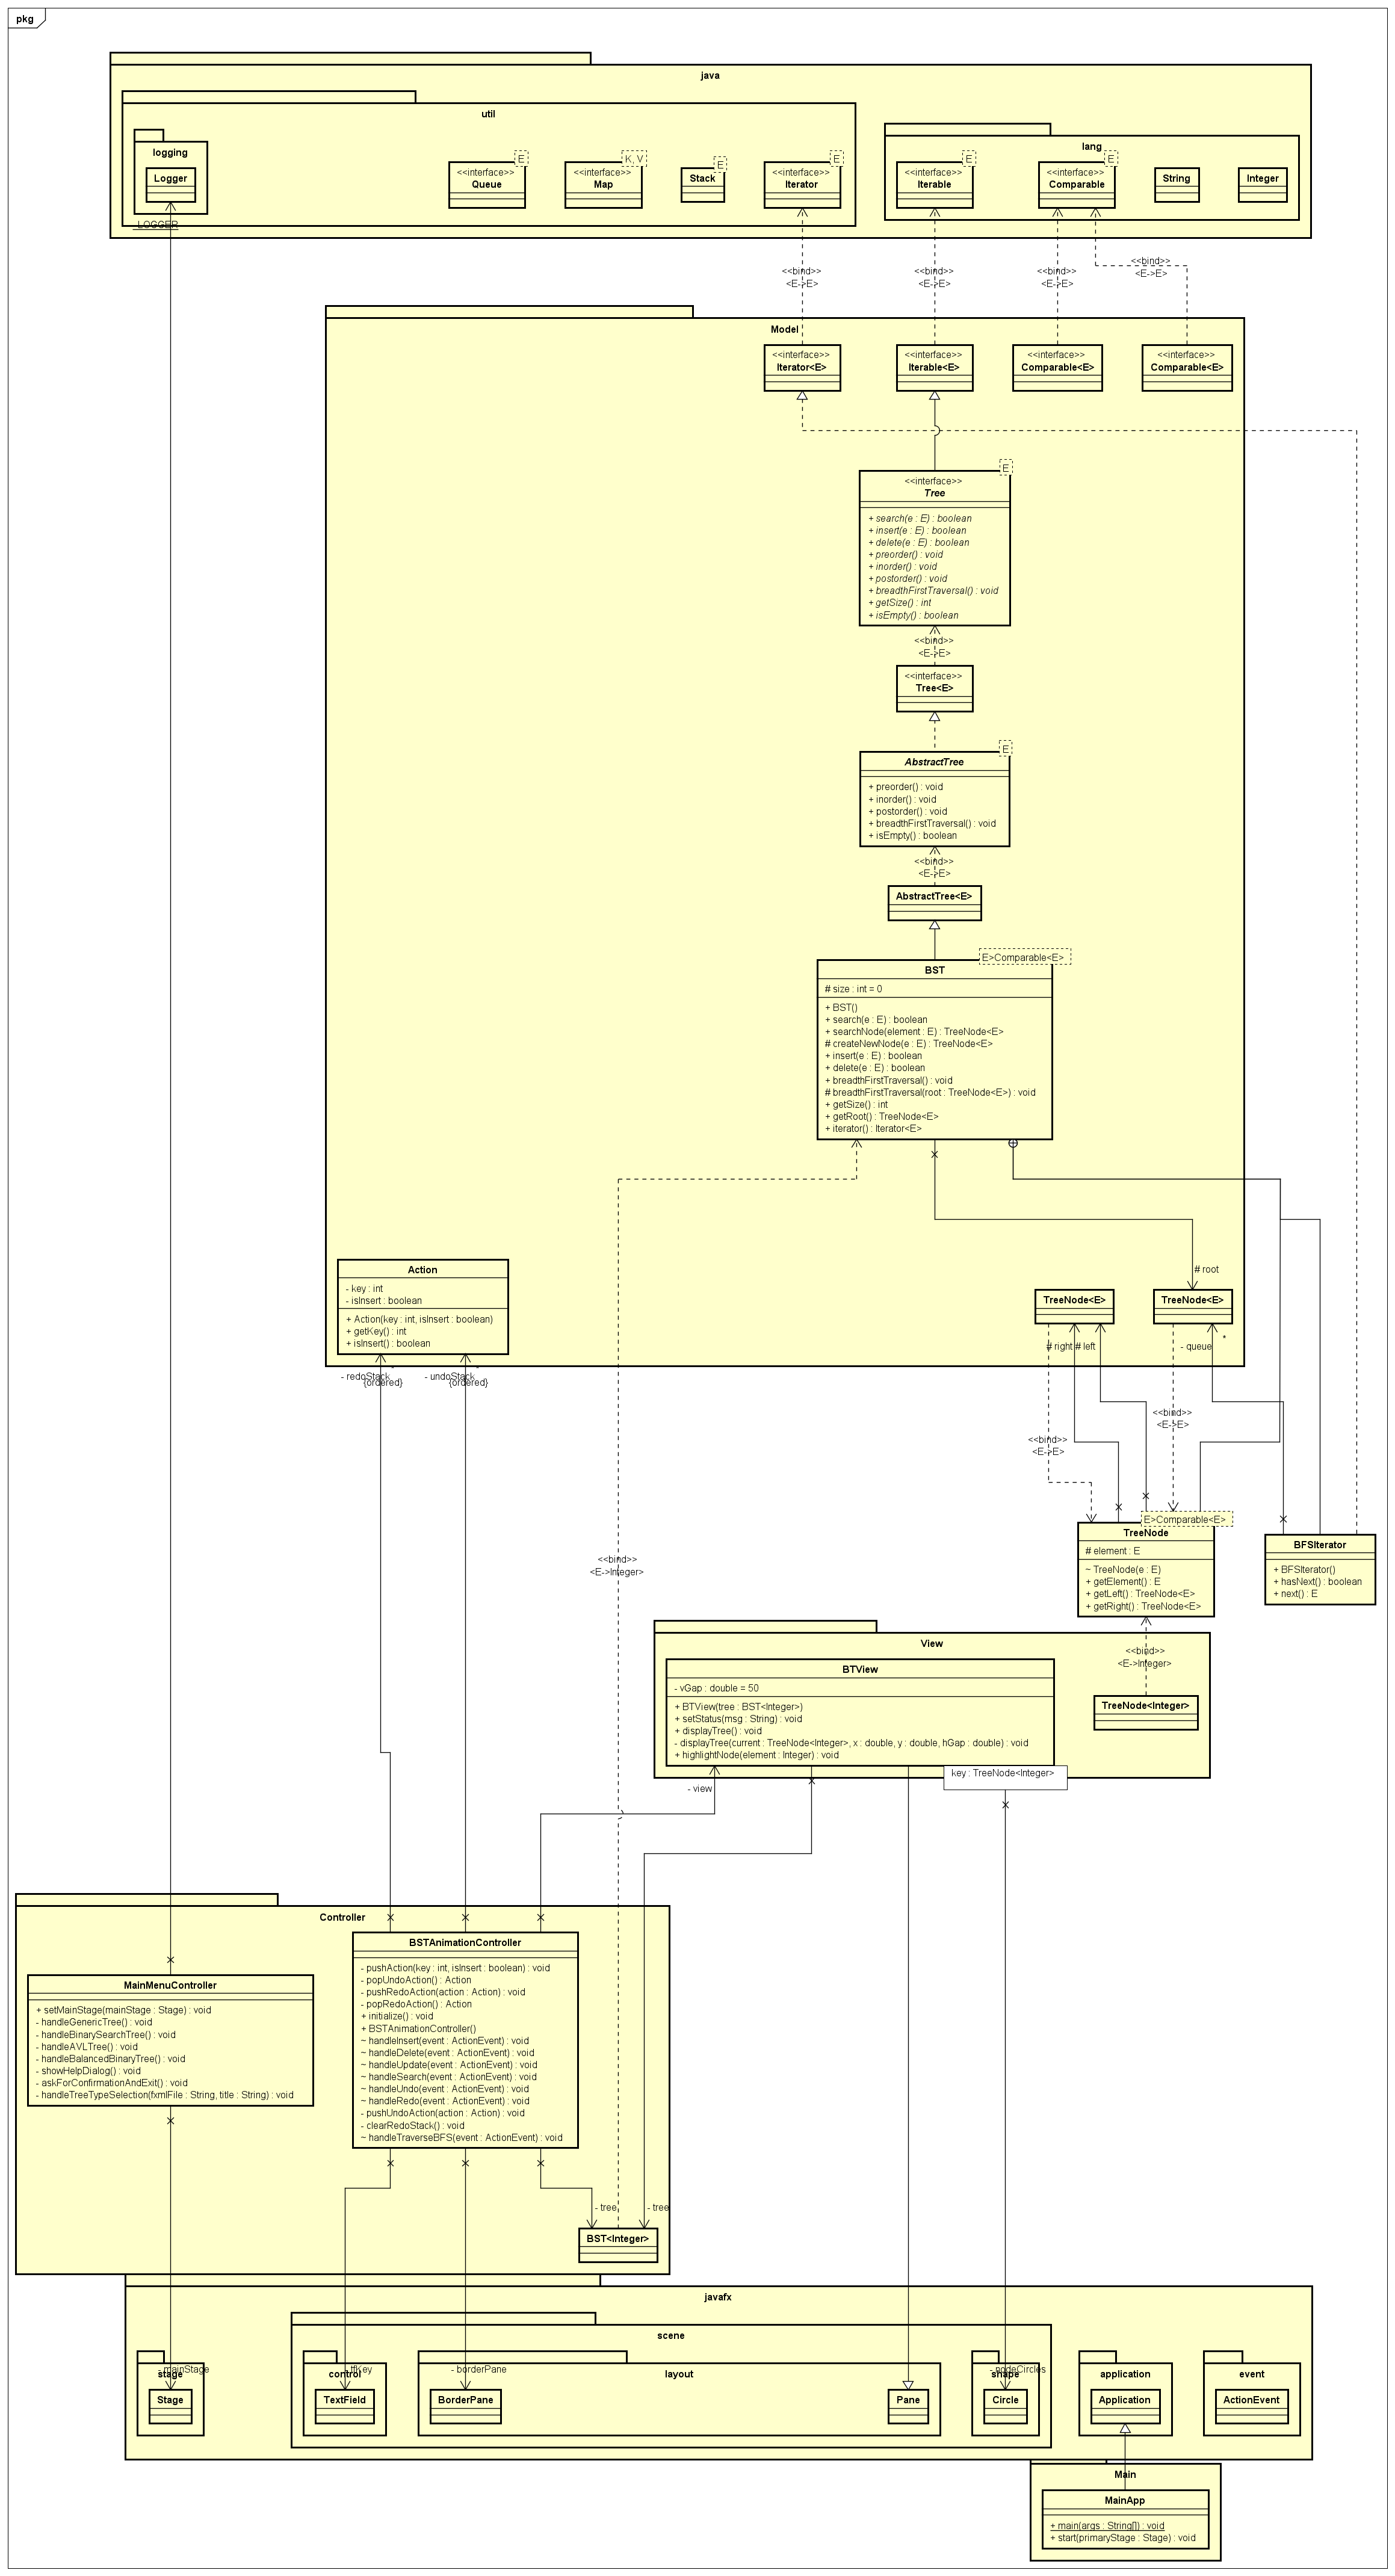 pkg
java
util
logging
Logger
- LOGGER
E
<<interface>>
Queue
K, V
<<interface>>
Map
E
Stack
E
<<interface>>
Iterator
lang
E
<<interface>>
Iterable
E
<<interface>>
Comparable
String
Integer
<<bind>>
<E->E>
<<bind>>
<E->E>
<<bind>>
<E->E>
<<bind>>
<E->E>
Model
<<interface>>
Iterator<E>
<<interface>>
Iterable<E>
<<interface>>
Comparable<E>
<<interface>>
Comparable<E>
E
<<interface>>
Tree
+ search(e : E) : boolean
+ insert(e : E) : boolean
+ delete(e : E) : boolean
+ preorder() : void
+ inorder() : void
+ postorder() : void
+ breadthFirstTraversal() : void
+ getSize() : int
+ isEmpty() : boolean
<<bind>>
<E->E>
<<interface>>
Tree<E>
E
AbstractTree
+ preorder() : void
+ inorder() : void
+ postorder() : void
+ breadthFirstTraversal() : void
+ isEmpty() : boolean
<<bind>>
<E->E>
AbstractTree<E>
E>Comparable<E>
BST
# size : int = 0
+ BST()
+ search(e : E) : boolean
+ searchNode(element : E) : TreeNode<E>
# createNewNode(e : E) : TreeNode<E>
+ insert(e : E) : boolean
+ delete(e : E) : boolean
+ breadthFirstTraversal() : void
# breadthFirstTraversal(root : TreeNode<E>) : void
+ getSize() : int
+ getRoot() : TreeNode<E>
+ iterator() : Iterator<E>
Action
- key : int
- isInsert : boolean
+ Action(key : int, isInsert : boolean)
+ getKey() : int
+ isInsert() : boolean
- redoStack
{ordered}
- undoStack
{ordered}
# root
TreeNode<E>
TreeNode<E>
# right
# left
- queue
*
<<bind>>
<E->E>
<<bind>>
<E->E>
E>Comparable<E>
TreeNode
# element : E
~ TreeNode(e : E)
+ getElement() : E
+ getLeft() : TreeNode<E>
+ getRight() : TreeNode<E>
BFSIterator
+ BFSIterator()
+ hasNext() : boolean
+ next() : E
<<bind>>
<E->Integer>
View
BTView
- vGap : double = 50
+ BTView(tree : BST<Integer>)
+ setStatus(msg : String) : void
+ displayTree() : void
- displayTree(current : TreeNode<Integer>, x : double, y : double, hGap : double) : void
+ highlightNode(element : Integer) : void
<<bind>>
<E->Integer>
TreeNode<Integer>
key : TreeNode<Integer>
- view
Controller
MainMenuController
+ setMainStage(mainStage : Stage) : void
- handleGenericTree() : void
- handleBinarySearchTree() : void
- handleAVLTree() : void
- handleBalancedBinaryTree() : void
- showHelpDialog() : void
- askForConfirmationAndExit() : void
- handleTreeTypeSelection(fxmlFile : String, title : String) : void
BSTAnimationController
- pushAction(key : int, isInsert : boolean) : void
- popUndoAction() : Action
- pushRedoAction(action : Action) : void
- popRedoAction() : Action
+ initialize() : void
+ BSTAnimationController()
~ handleInsert(event : ActionEvent) : void
~ handleDelete(event : ActionEvent) : void
~ handleUpdate(event : ActionEvent) : void
~ handleSearch(event : ActionEvent) : void
~ handleUndo(event : ActionEvent) : void
~ handleRedo(event : ActionEvent) : void
- pushUndoAction(action : Action) : void
- clearRedoStack() : void
~ handleTraverseBFS(event : ActionEvent) : void
- tree
- tree
BST<Integer>
javafx
stage
- mainStage
Stage
scene
control
- tfKey
TextField
layout
- borderPane
BorderPane
Pane
shape
- nodeCircles
Circle
application
Application
event
ActionEvent
Main
MainApp
+ main(args : String[]) : void
+ start(primaryStage : Stage) : void